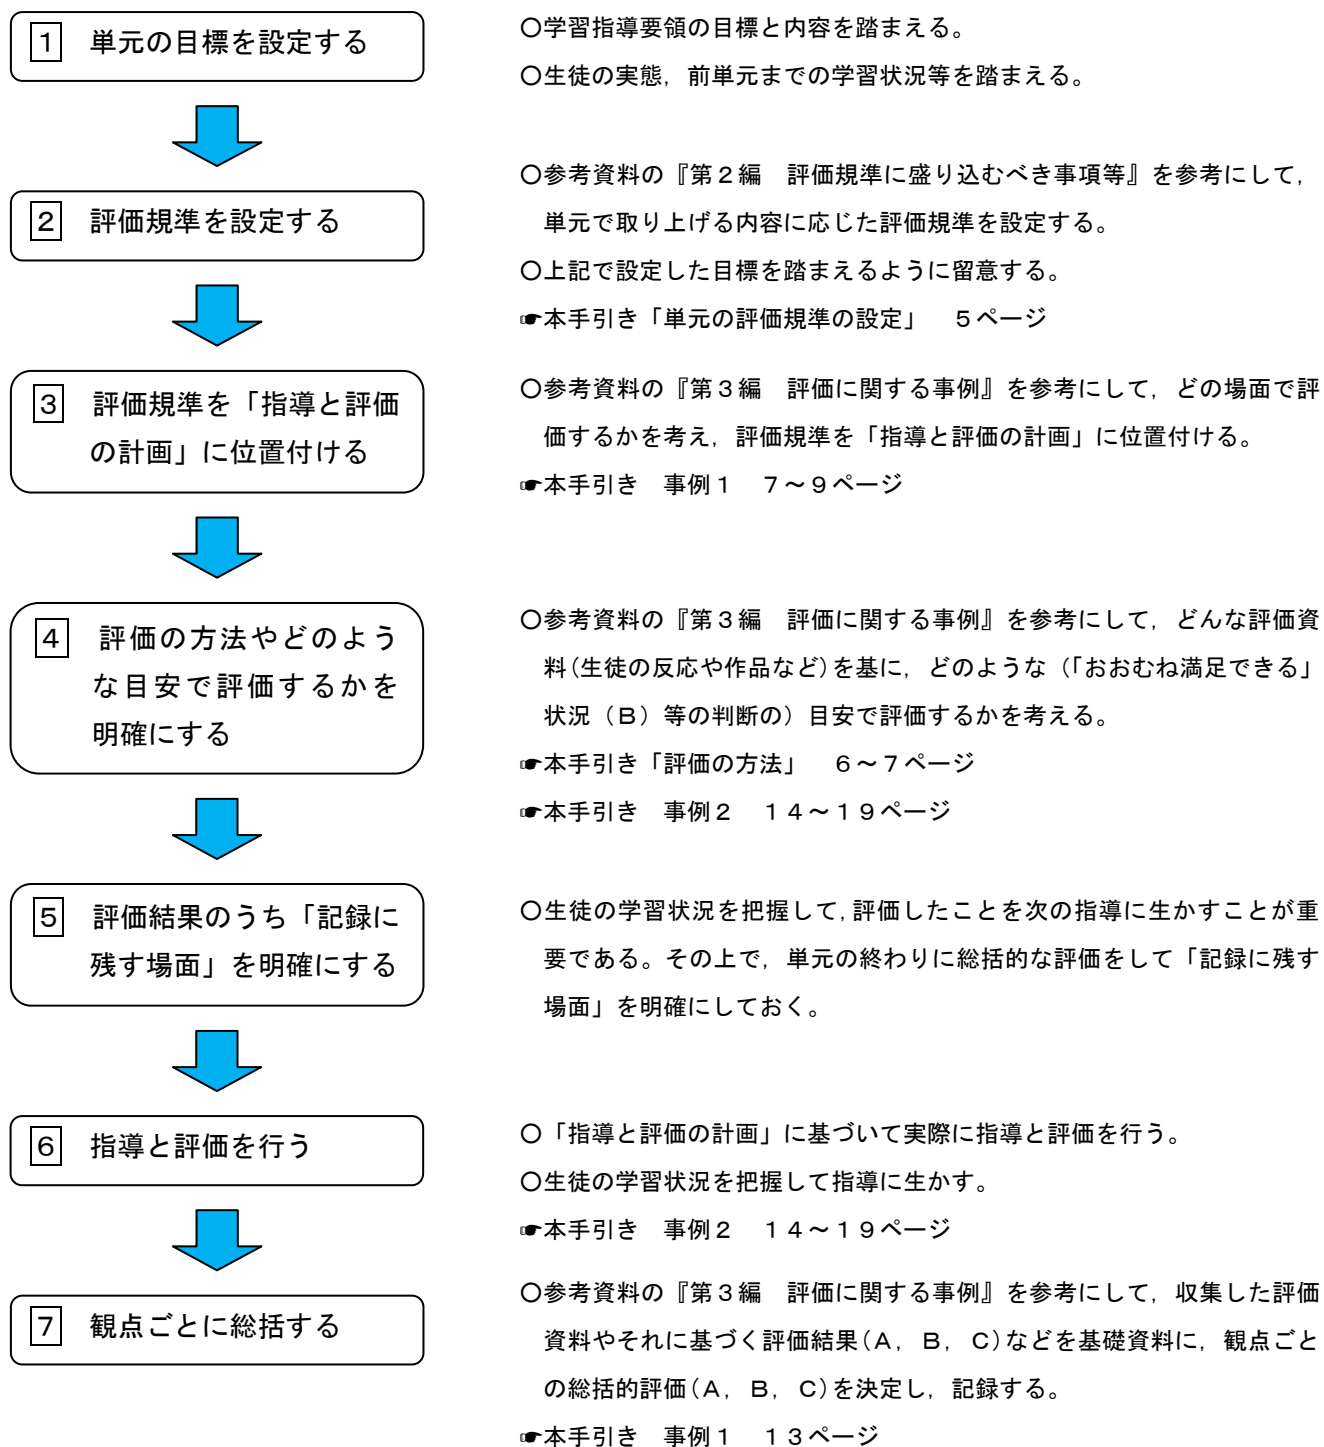 1 単元の目標を設定する
○学習指導要領の目標と内容を踏まえる。
○生徒の実態，前単元までの学習状況等を踏まえる。
2 評価規準を設定する
○参考資料の『第２編　評価規準に盛り込むべき事項等』を参考にして，
単元で取り上げる内容に応じた評価規準を設定する。
○上記で設定した目標を踏まえるように留意する。
☛本手引き「単元の評価規準の設定」　５ページ
3 評価規準を「指導と評価
の計画」に位置付ける
○参考資料の『第３編　評価に関する事例』を参考にして，どの場面で評
価するかを考え，評価規準を「指導と評価の計画」に位置付ける。
☛本手引き　事例１　７～９ページ
4 評価の方法やどのよう
な目安で評価するかを
明確にする
○参考資料の『第３編　評価に関する事例』を参考にして，どんな評価資
料(生徒の反応や作品など)を基に，どのような（「おおむね満足できる」
状況（Ｂ）等の判断の）目安で評価するかを考える。
☛本手引き「評価の方法」　６～７ページ
☛本手引き　事例２　１４～１９ページ
5 評価結果のうち「記録に
残す場面」を明確にする
○生徒の学習状況を把握して，評価したことを次の指導に生かすことが重
要である。その上で，単元の終わりに総括的な評価をして「記録に残す
場面」を明確にしておく。
6 指導と評価を行う
○「指導と評価の計画」に基づいて実際に指導と評価を行う。
○生徒の学習状況を把握して指導に生かす。
☛本手引き　事例２　１４～１９ページ
7 観点ごとに総括する
○参考資料の『第３編　評価に関する事例』を参考にして，収集した評価
資料やそれに基づく評価結果(Ａ，Ｂ，Ｃ)などを基礎資料に，観点ごと
の総括的評価(Ａ，Ｂ，Ｃ)を決定し，記録する。
☛本手引き　事例１　１３ページ